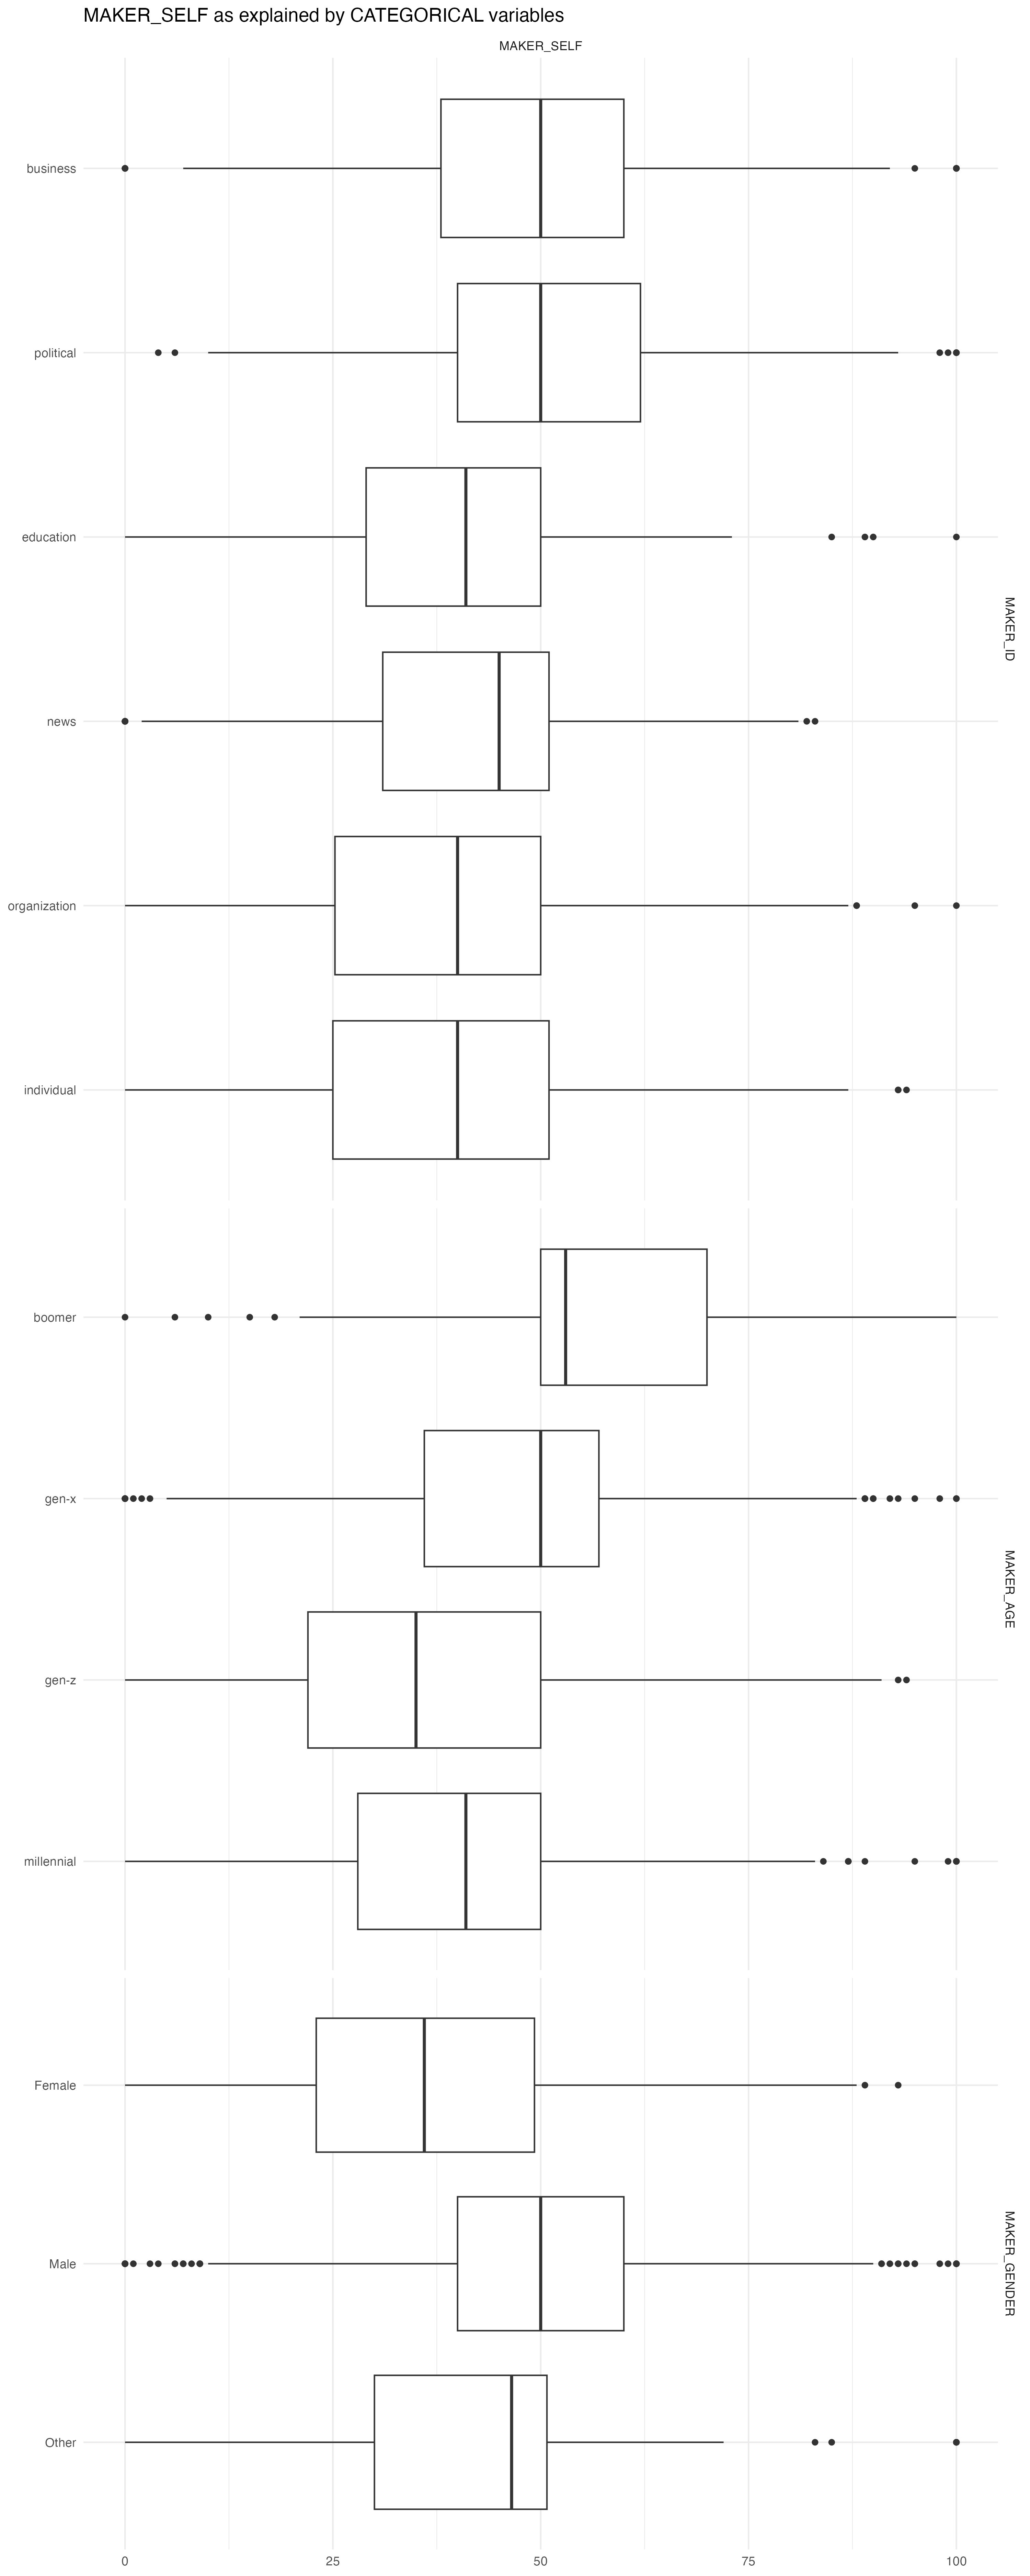 MAKER_SELF as explained by CATEGORICAL variables
MAKER_SELF
business
political
education
news
organization
individual
MAKER_ID
boomer
gen-x
gen-z
millennial
MAKER_AGE
Female
Male
Other
MAKER_GENDER
0 25 50 75 100